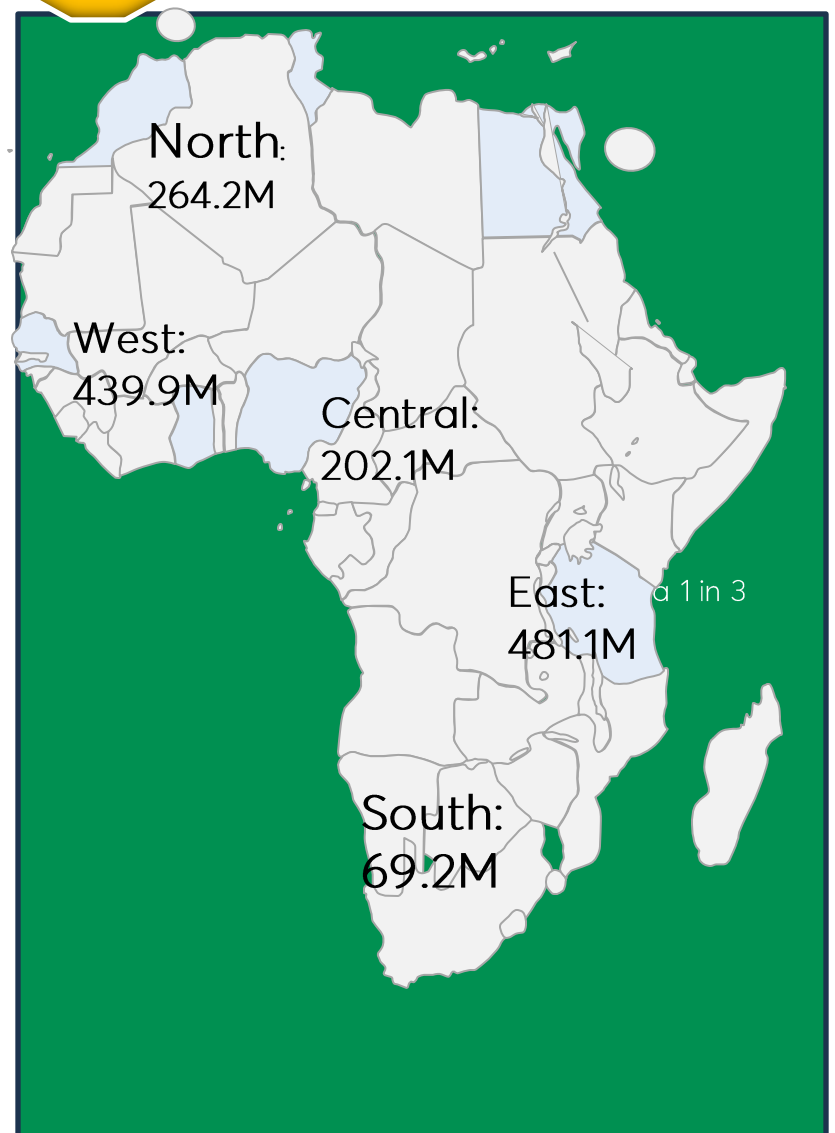 North:
264.2M
West:
439.9M
Central:
202.1M
East:
481.1M
a 1 in 3
South:
69.2M